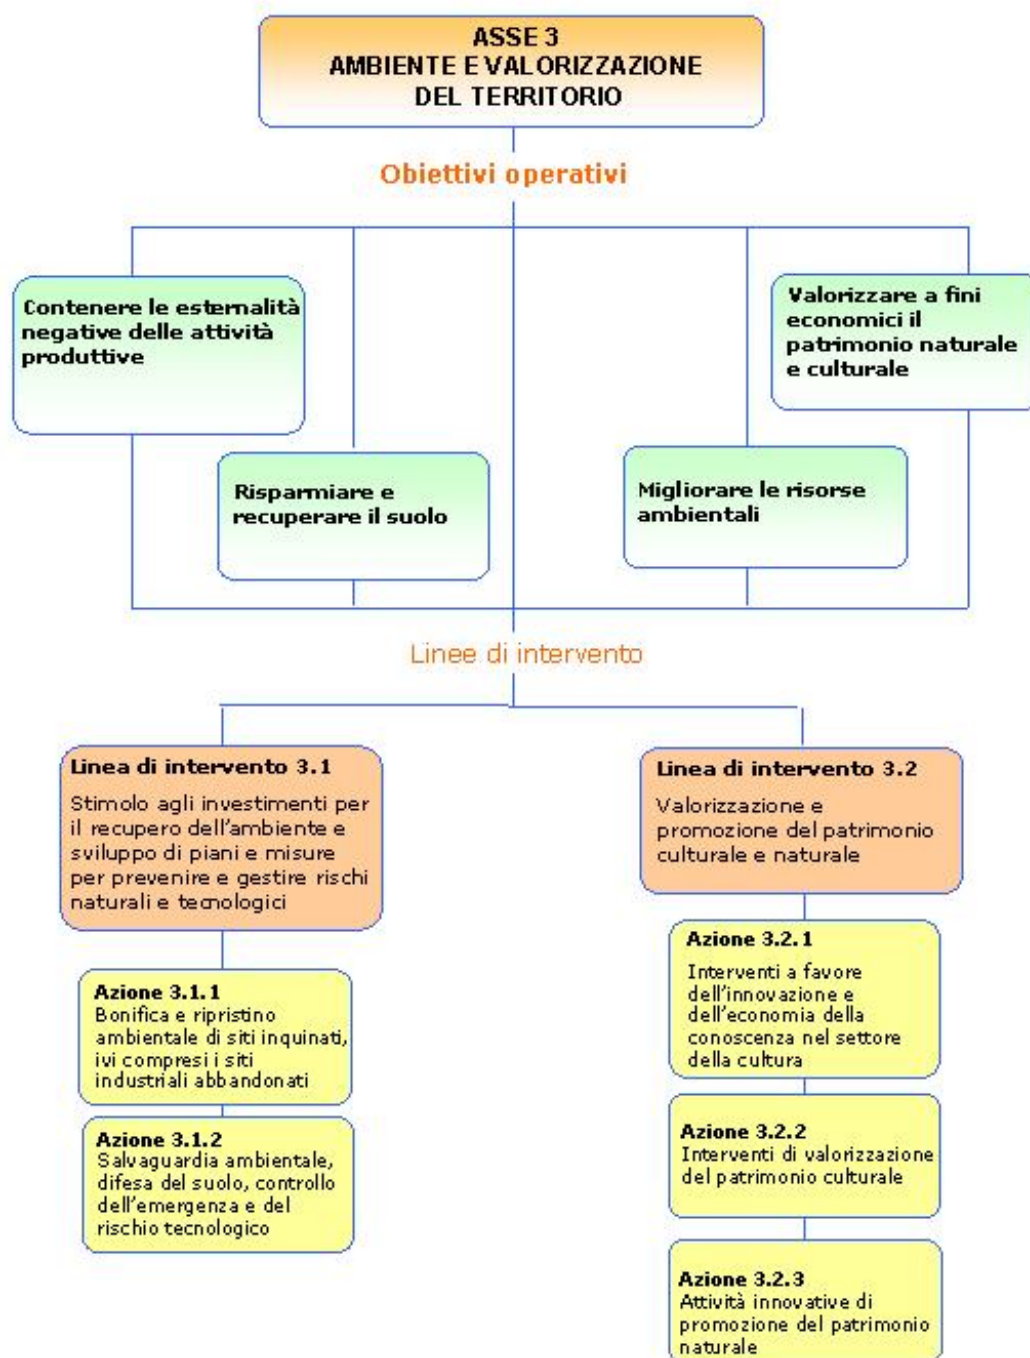 ASSE 3
AMBIENTE E VALORIZZAZIONE
DEL TERRITORIO
Obiettivi operativi
Contenere le esternalità
negative delle attività
produttive
Valorizzare a fini
economici il
patrimonio naturale
e culturale
Risparmiare e
recuperare il suolo
Migliorare le risorse
ambientali
Linee di intervento
Linea di intervento 3.1
Stimolo agli investimenti per
il recupero dell'ambiente e
sviluppo di piani e misure
per prevenire e gestire rischi
naturali e tecnologici
Azione 3.1.1
Bonifica e ripristino
ambientale di siti inquinati,
ivi compresi i siti
industriali abbandonati
Azione 3.1.2
Salvaguardia ambientale,
difesa del suolo, controllo
dell'emergenza e del
rischio tecnologico
Linea di intervento 3.2
Valorizzazione e
promozione del patrimonio
culturale e naturale
Azione 3.2.1
Interventi a favore
dell'innovazione e
dell'economia della
conoscenza nel settore
della cultura
Azione 3.2.2
Interventi di valorizzazione
del patrimonio culturale
Azione 3.2.3
Attività innovative di
promozione del patrimonio
naturale